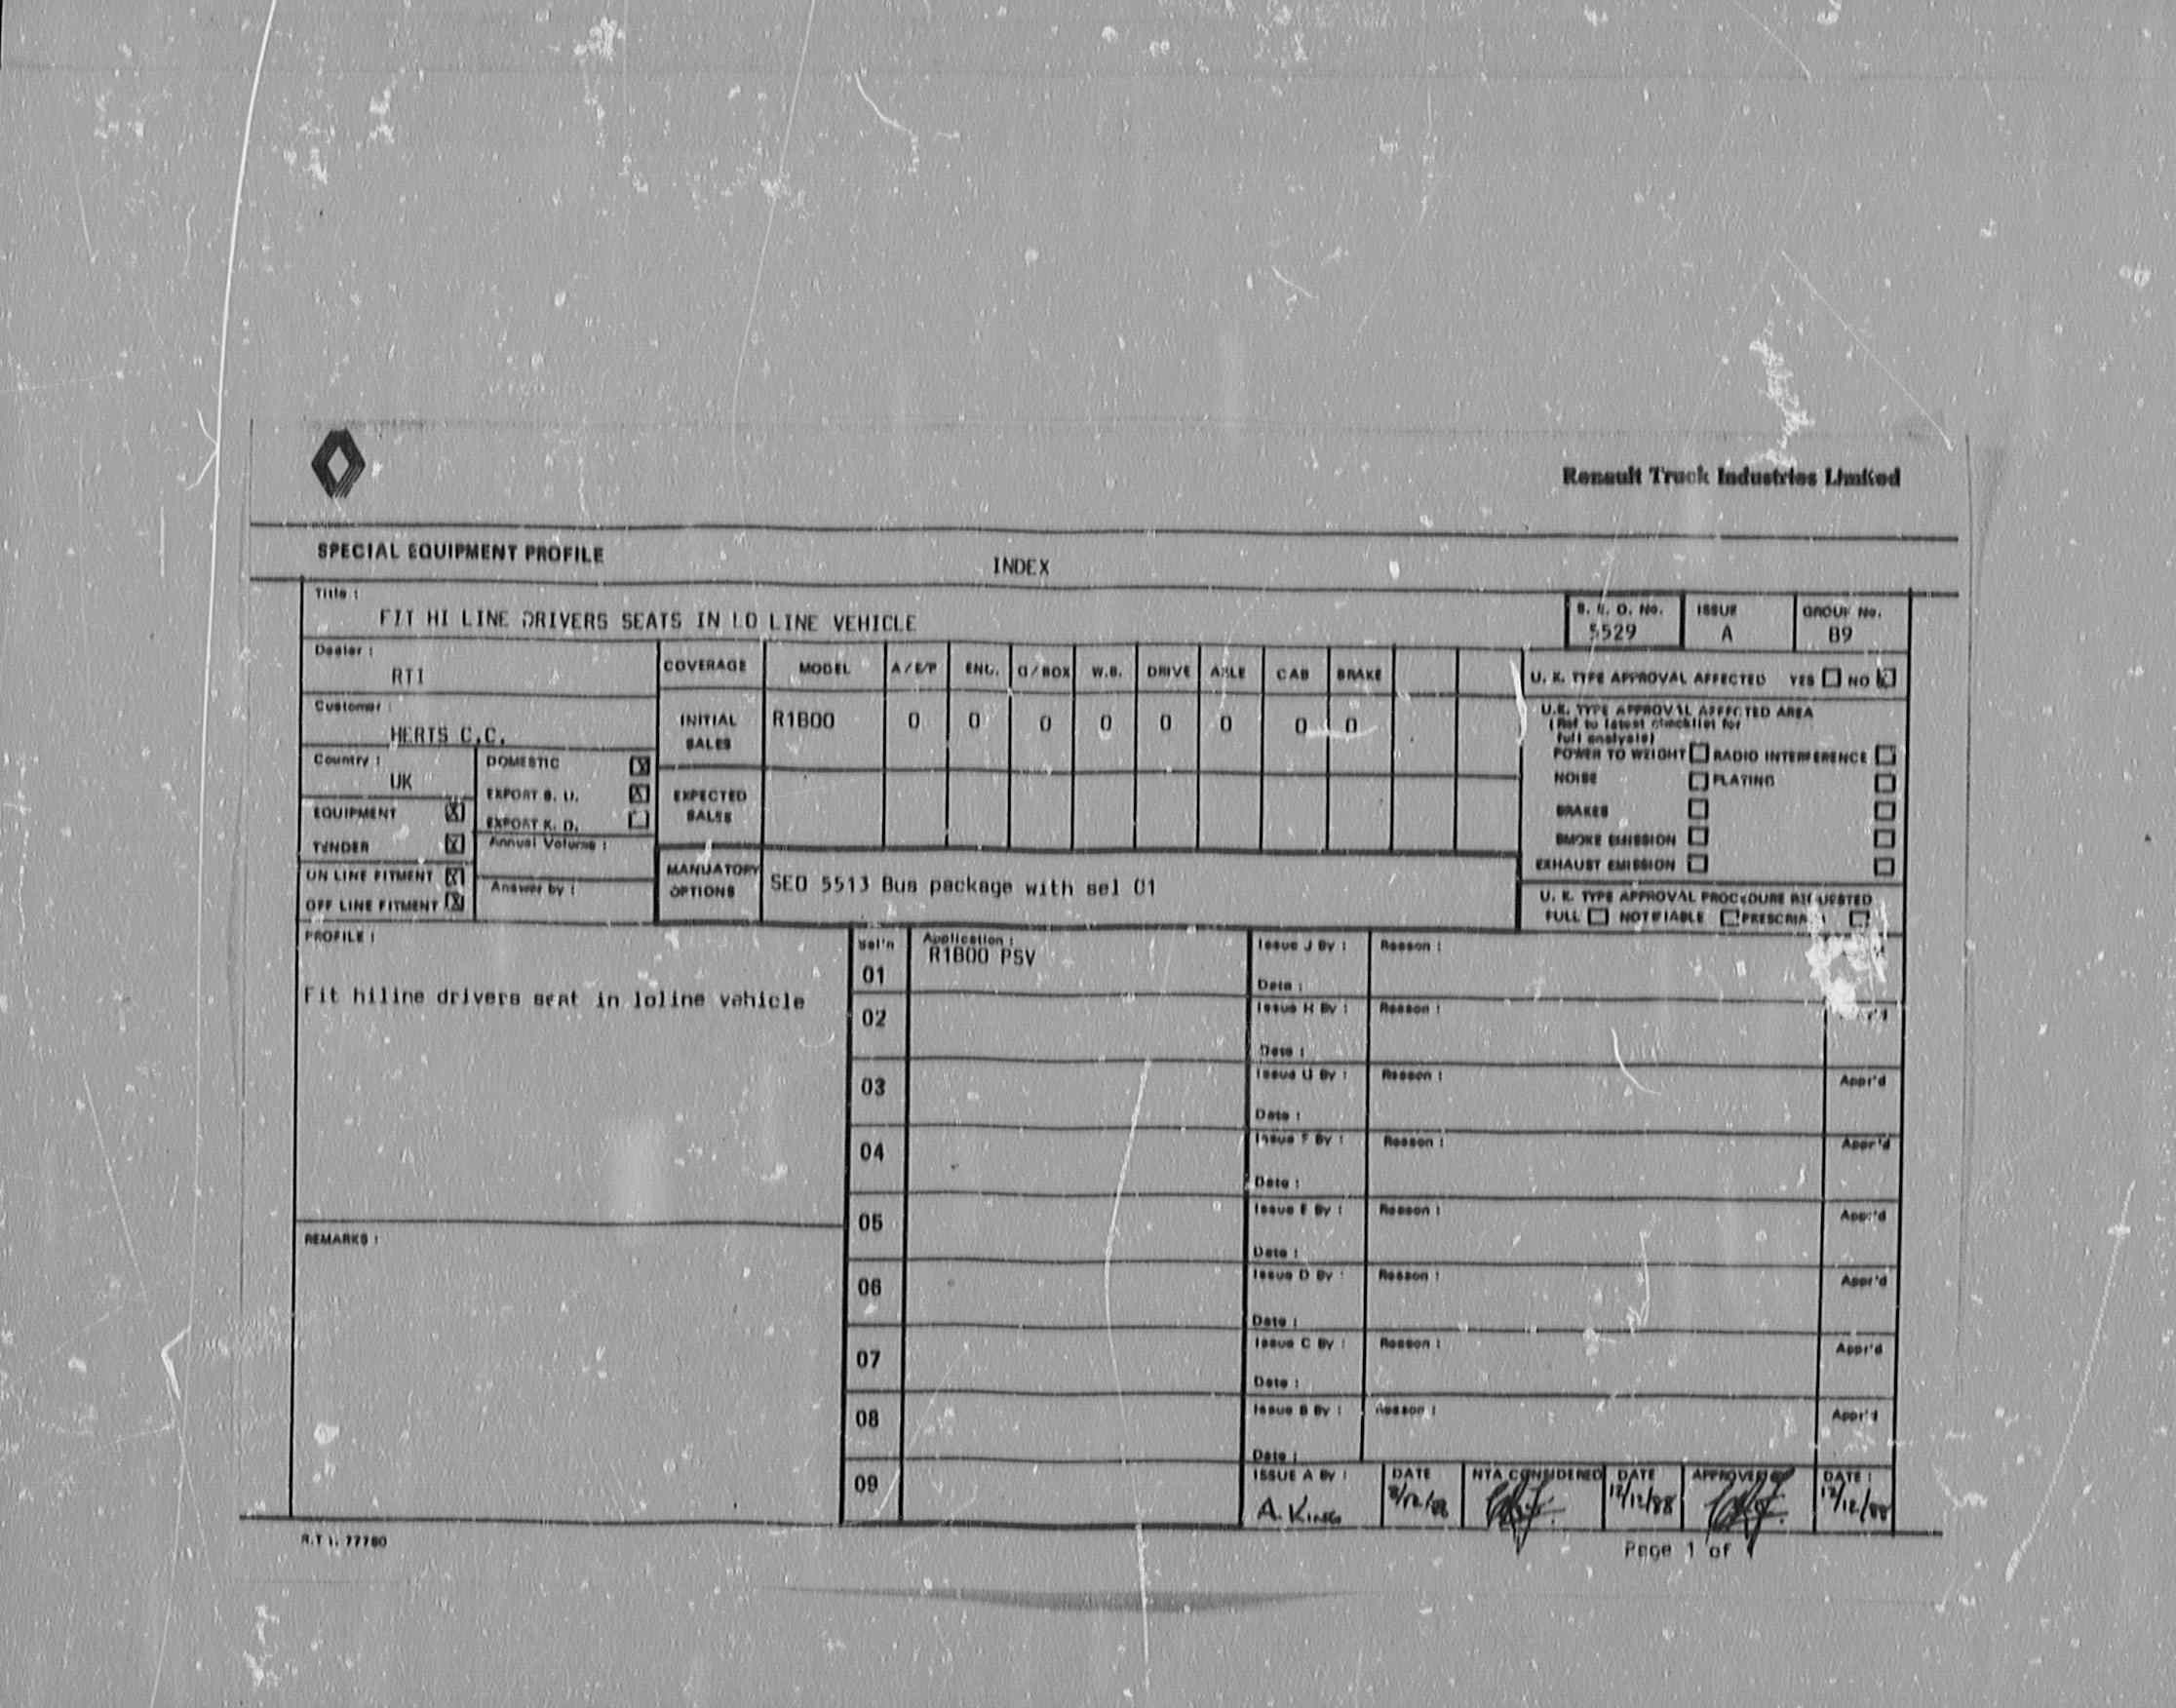 Renault Truck Industries Limited
SPECIAL EQUIPMENT PROFILE
INDEX
Title :
FIT HI LINE DRIVERS SEATS IN LO LINE VEHICLE
S. E. O. No.
5529
ISSUE
A
GROUP No.
B9
Dealer :
RTI
Customer :
HERTS C.C.
Country :
UK
DOMESTIC
EXPORT B. U.
EXPORT K. D.
EQUIPMENT
TENDER
Annual Volume :
ON LINE FITMENT
Answer by :
OFF LINE FITMENT
COVERAGE MODEL A/E/P ENG. G/BOX W.B. DRIVE AXLE CAB BRAKE
INITIAL SALES R1B00 0 0 0 0 0 0 0 0
EXPECTED SALES
MANDATORY OPTIONS SEO 5513 Bus package with sel 01
U. K. TYPE APPROVAL AFFECTED YES NO
U.K. TYPE APPROVAL AFFECTED AREA
(Ref to latest checklist for
full analysis)
POWER TO WEIGHT RADIO INTERFERENCE
NOISE PLATING
BRAKES
SMOKE EMISSION
EXHAUST EMISSION
U. K. TYPE APPROVAL PROCEDURE REQUESTED
FULL NOTIFIABLE
PROFILE :
Fit hiline drivers seat in loline vehicle
REMARKS :
Sel'n Application :
01 R1B00 PSV
02
03
04
05
06
07
08
09
Issue J By : Reason :
Date :
Issue H By : Reason :
Date :
Issue G By : Reason : Appr'd
Date :
Issue F By : Reason : Appr'd
Date :
Issue E By : Reason : Appr'd
Date :
Issue D By : Reason : Appr'd
Date :
Issue C By : Reason : Appr'd
Date :
Issue B By : Reason : Appr'd
Date :
ISSUE A By : DATE NTA CONSIDERED DATE APPROVED DATE :
A. King 12/12/88 12/12/88
R.T.I. 77780
Page 1 of